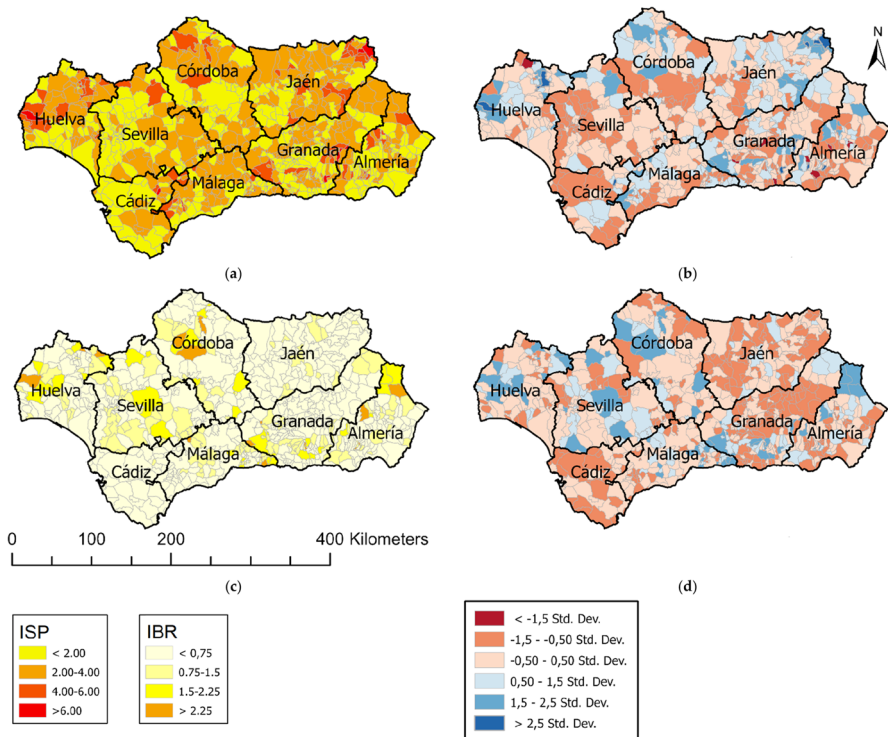 N
Córdoba
Jaén
Huelva
Sevilla
Granada
Almería
Málaga
Cádiz
(a)
Córdoba
Jaén
Huelva
Sevilla
Granada
Almería
Málaga
Cádiz
(b)
Córdoba
Jaén
Huelva
Sevilla
Granada
Almería
Málaga
Cádiz
0 100 200 400 Kilometers
(c)
Córdoba
Jaén
Huelva
Sevilla
Granada
Almería
Málaga
Cádiz
(d)
ISP
< 2.00
2.00-4.00
4.00-6.00
>6.00
IBR
< 0,75
0.75-1.5
1.5-2.25
> 2.25
< -1,5 Std. Dev.
-1,5 - -0,50 Std. Dev.
-0,50 - 0,50 Std. Dev.
0,50 - 1,5 Std. Dev.
1,5 - 2,5 Std. Dev.
> 2,5 Std. Dev.